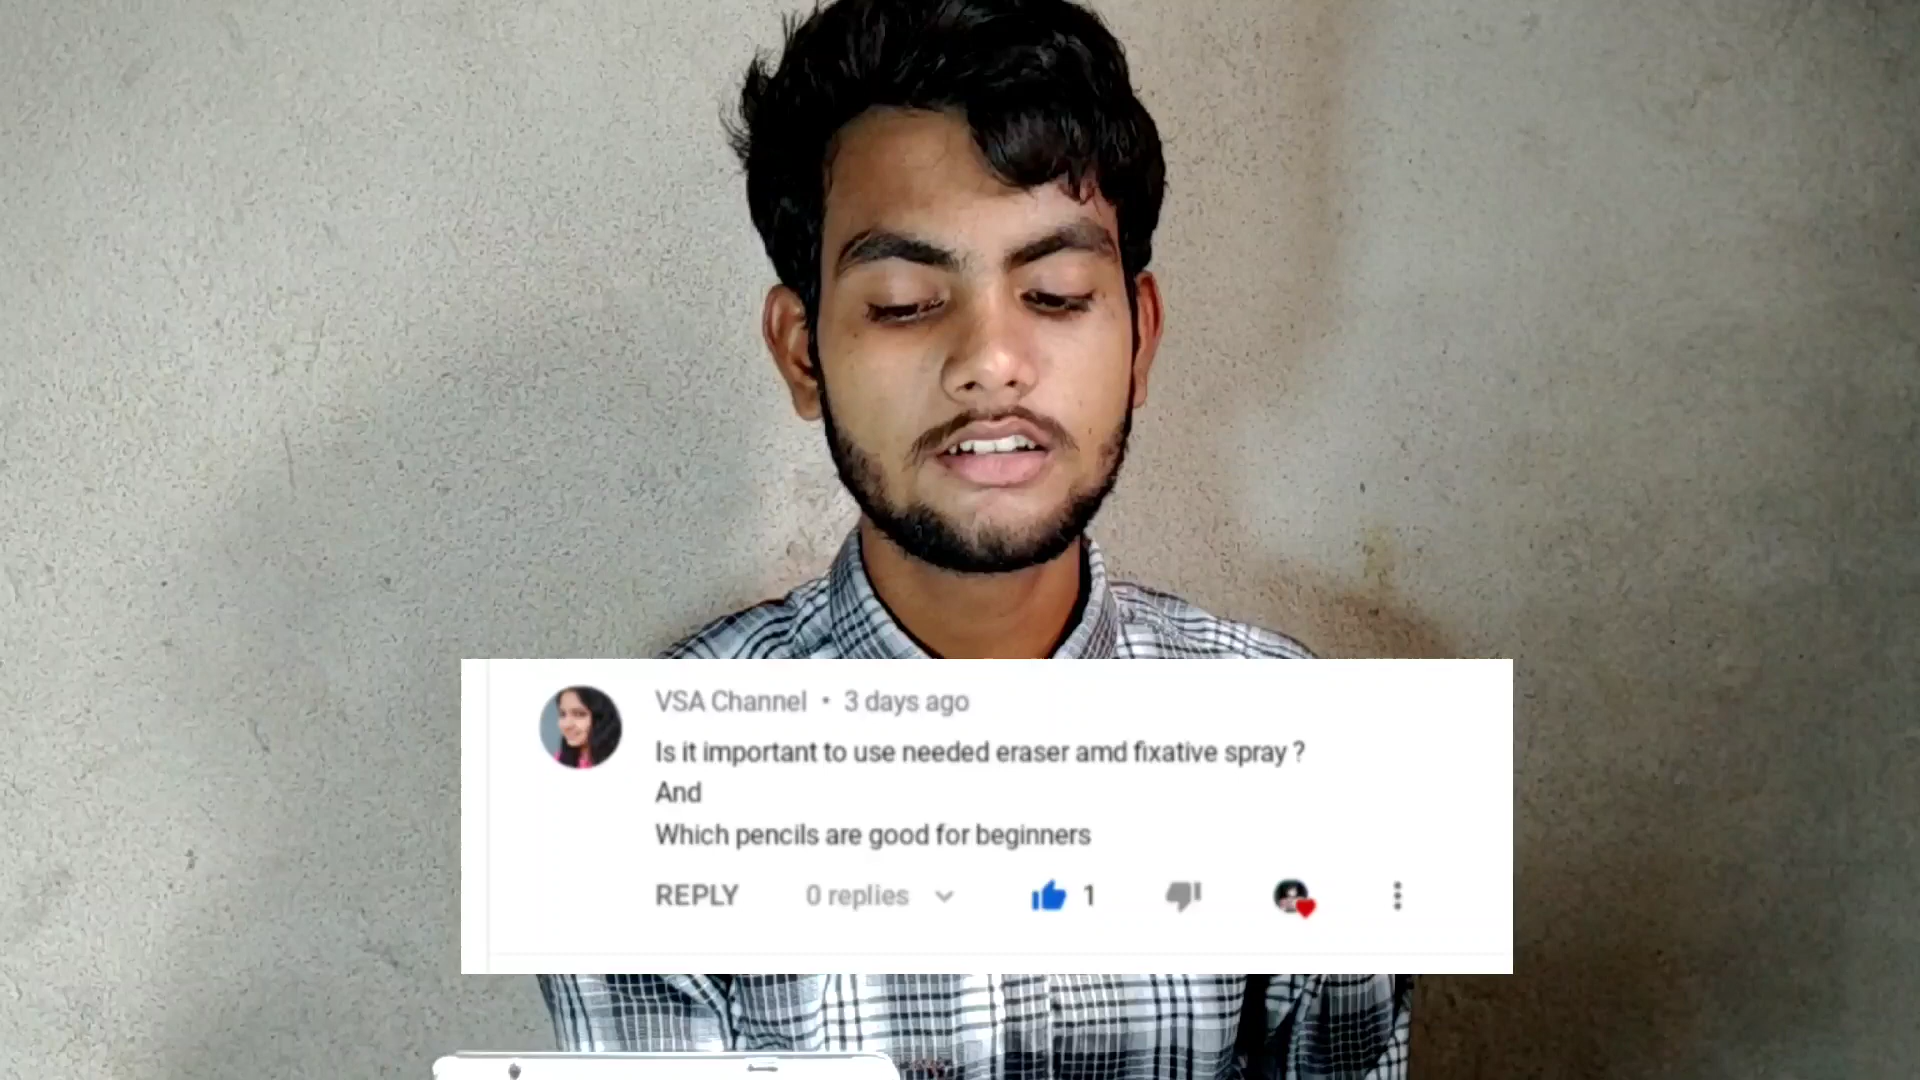 VSA Channel • 3 days ago
Is it important to use needed eraser amd fixative spray ?
And
Which pencils are good for beginners
REPLY 0 replies 1